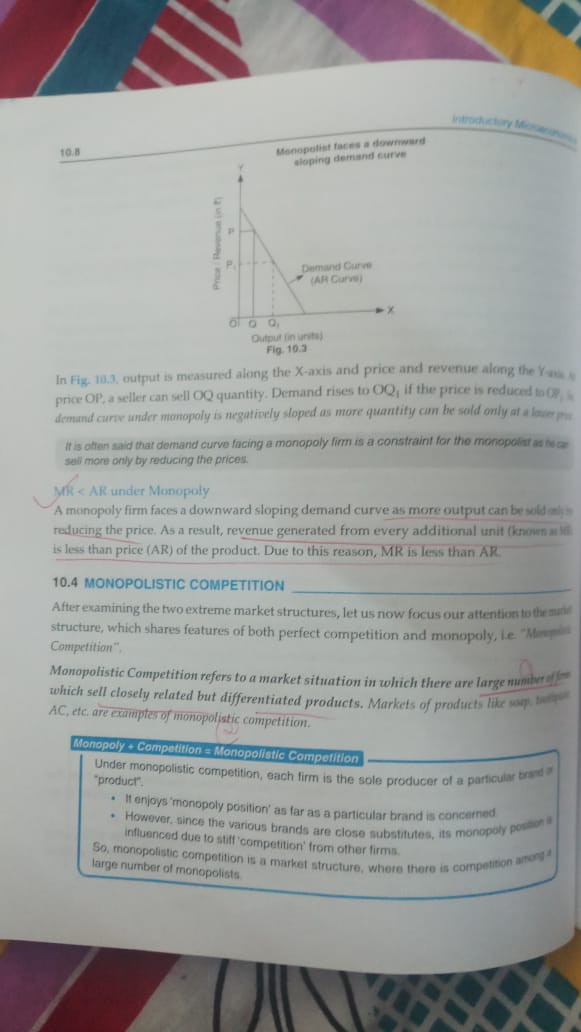 Introductory
10.8
Monopolist faces a downward
sloping demand curve
Y
Price / Revenue (in ₹)
P
P₁
Demand Curve
(AR Curve)
X
O Q Q₁
Output (in units)
Fig. 10.3
In Fig. 10.3, output is measured along the X-axis and price and revenue along the Y-axis. At
price OP, a seller can sell OQ quantity. Demand rises to OQ₁ if the price is reduced to OP₁
demand curve under monopoly is negatively sloped as more quantity can be sold only at a lower price
It is often said that demand curve facing a monopoly firm is a constraint for the monopolist as he can
sell more only by reducing the prices.
MR < AR under Monopoly
A monopoly firm faces a downward sloping demand curve as more output can be sold only
reducing the price. As a result, revenue generated from every additional unit (known as MR)
is less than price (AR) of the product. Due to this reason, MR is less than AR.
10.4 MONOPOLISTIC COMPETITION
After examining the two extreme market structures, let us now focus our attention to the market
structure, which shares features of both perfect competition and monopoly, i.e. "Monopolistic
Competition".
Monopolistic Competition refers to a market situation in which there are large number of firms
which sell closely related but differentiated products. Markets of products like soap,
AC, etc. are examples of monopolistic competition.
Monopoly + Competition = Monopolistic Competition
Under monopolistic competition, each firm is the sole producer of a particular brand or
"product".
• It enjoys 'monopoly position' as far as a particular brand is concerned.
• However, since the various brands are close substitutes, its monopoly position is
influenced due to stiff 'competition' from other firms.
So, monopolistic competition is a market structure, where there is competition among a
large number of monopolists.